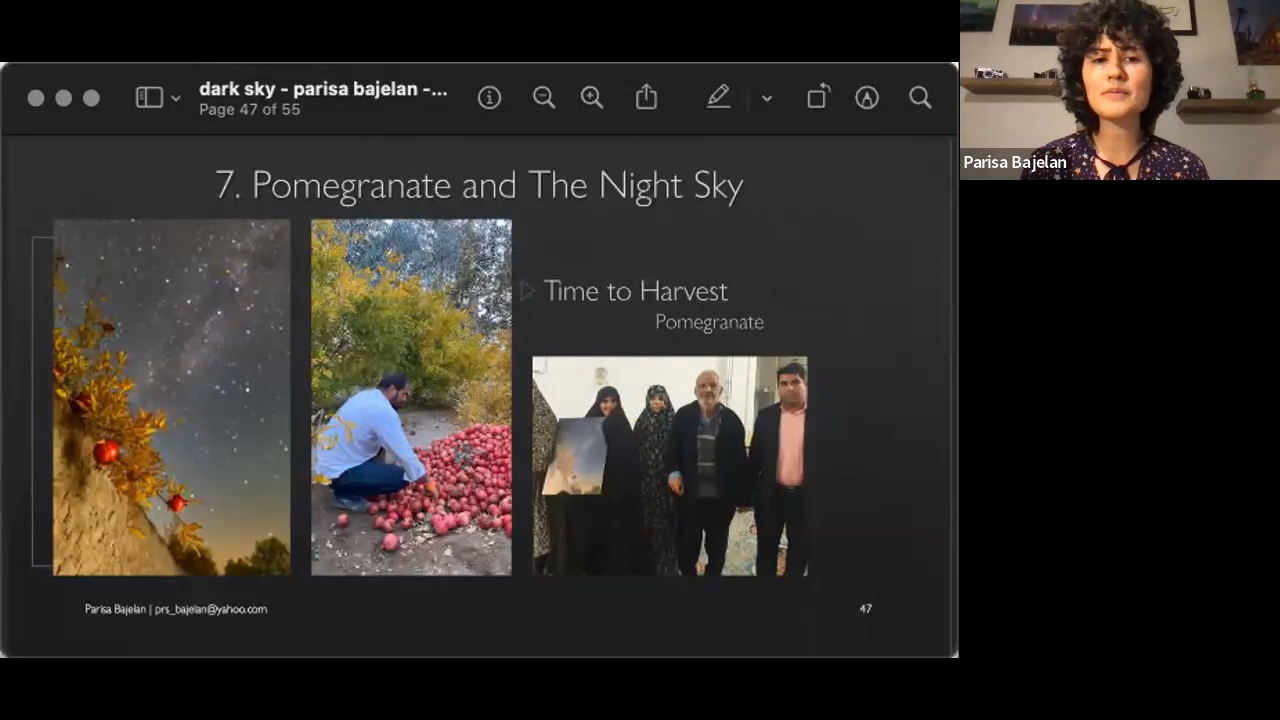 dark sky - parisa bajelan -...
Page 47 of 55
Parisa Bajelan
7. Pomegranate and The Night Sky
Time to Harvest
Pomegranate
Parisa Bajelan | prs_bajelan@yahoo.com
47